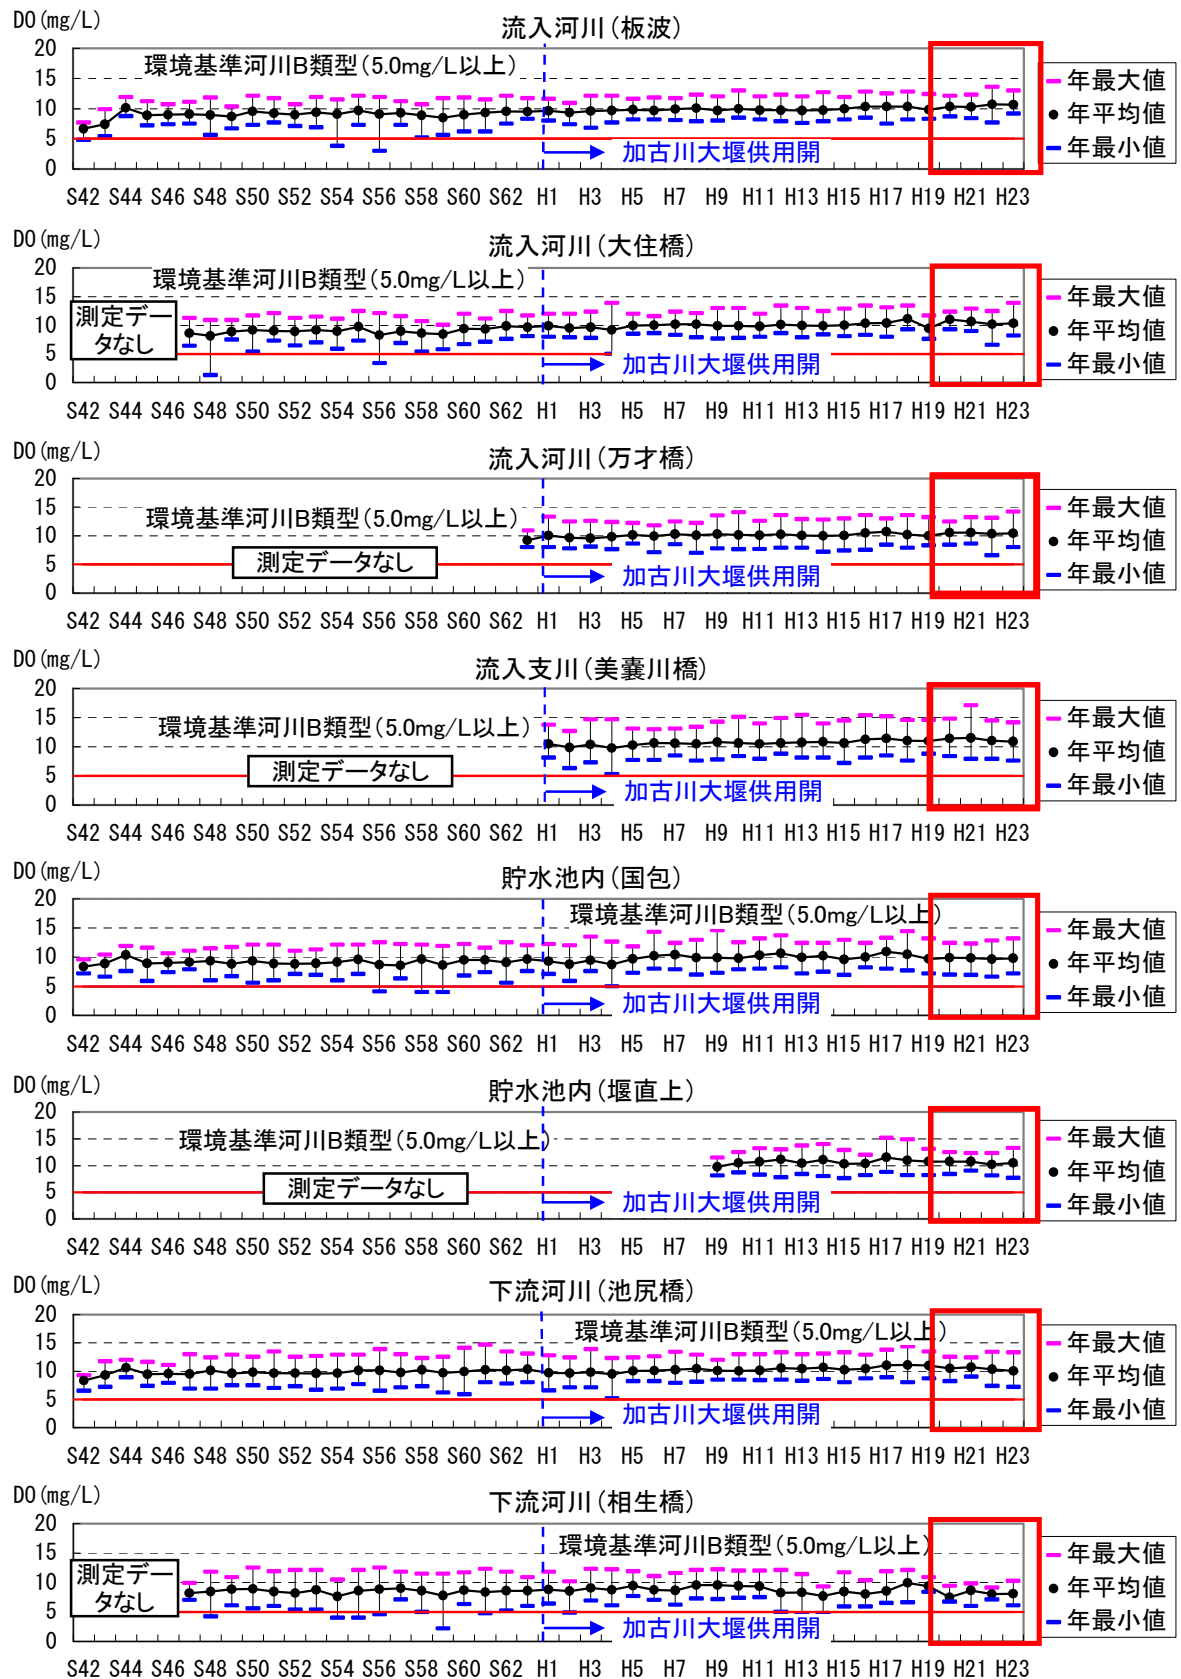 DO(mg/L)
流入河川(板波)
20
15
10
5
0
環境基準河川B類型(5.0mg/L以上)
加古川大堰供用開
年最大値
年平均値
年最小値
S42 S44 S46 S48 S50 S52 S54 S56 S58 S60 S62 H1 H3 H5 H7 H9 H11 H13 H15 H17 H19 H21 H23
DO(mg/L)
流入河川(大住橋)
20
15
10
5
0
環境基準河川B類型(5.0mg/L以上)
測定デー
タなし
加古川大堰供用開
年最大値
年平均値
年最小値
S42 S44 S46 S48 S50 S52 S54 S56 S58 S60 S62 H1 H3 H5 H7 H9 H11 H13 H15 H17 H19 H21 H23
DO(mg/L)
流入河川(万才橋)
20
15
10
5
0
環境基準河川B類型(5.0mg/L以上)
測定データなし
加古川大堰供用開
年最大値
年平均値
年最小値
S42 S44 S46 S48 S50 S52 S54 S56 S58 S60 S62 H1 H3 H5 H7 H9 H11 H13 H15 H17 H19 H21 H23
DO(mg/L)
流入支川(美嚢川橋)
20
15
10
5
0
環境基準河川B類型(5.0mg/L以上)
測定データなし
加古川大堰供用開
年最大値
年平均値
年最小値
S42 S44 S46 S48 S50 S52 S54 S56 S58 S60 S62 H1 H3 H5 H7 H9 H11 H13 H15 H17 H19 H21 H23
DO(mg/L)
貯水池内(国包)
20
15
10
5
0
環境基準河川B類型(5.0mg/L以上)
加古川大堰供用開
年最大値
年平均値
年最小値
S42 S44 S46 S48 S50 S52 S54 S56 S58 S60 S62 H1 H3 H5 H7 H9 H11 H13 H15 H17 H19 H21 H23
DO(mg/L)
貯水池内(堰直上)
20
15
10
5
0
環境基準河川B類型(5.0mg/L以上)
測定データなし
加古川大堰供用開
年最大値
年平均値
年最小値
S42 S44 S46 S48 S50 S52 S54 S56 S58 S60 S62 H1 H3 H5 H7 H9 H11 H13 H15 H17 H19 H21 H23
DO(mg/L)
下流河川(池尻橋)
20
15
10
5
0
環境基準河川B類型(5.0mg/L以上)
加古川大堰供用開
年最大値
年平均値
年最小値
S42 S44 S46 S48 S50 S52 S54 S56 S58 S60 S62 H1 H3 H5 H7 H9 H11 H13 H15 H17 H19 H21 H23
DO(mg/L)
下流河川(相生橋)
20
15
10
5
0
環境基準河川B類型(5.0mg/L以上)
測定デー
タなし
加古川大堰供用開
年最大値
年平均値
年最小値
S42 S44 S46 S48 S50 S52 S54 S56 S58 S60 S62 H1 H3 H5 H7 H9 H11 H13 H15 H17 H19 H21 H23